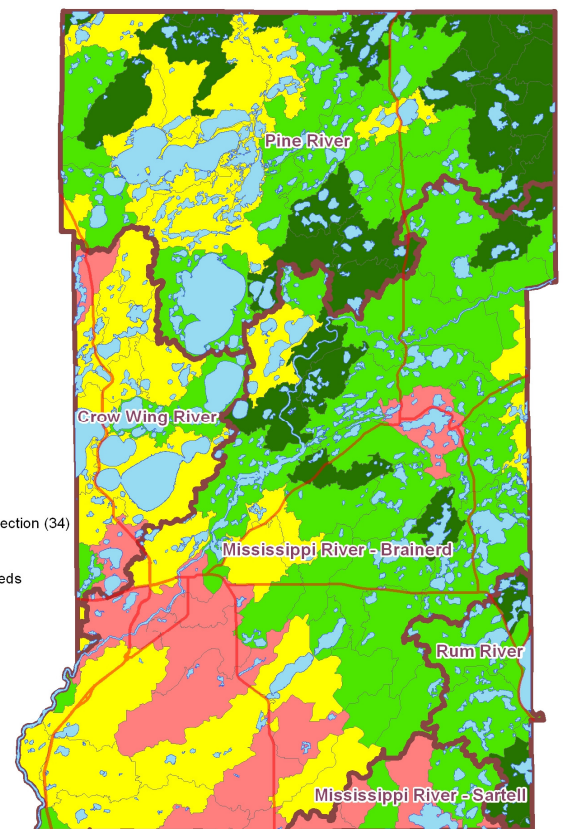 Pine River
Crow Wing River
ection (34)
Mississippi River - Brainerd
eds
Rum River
Mississippi River - Sartell